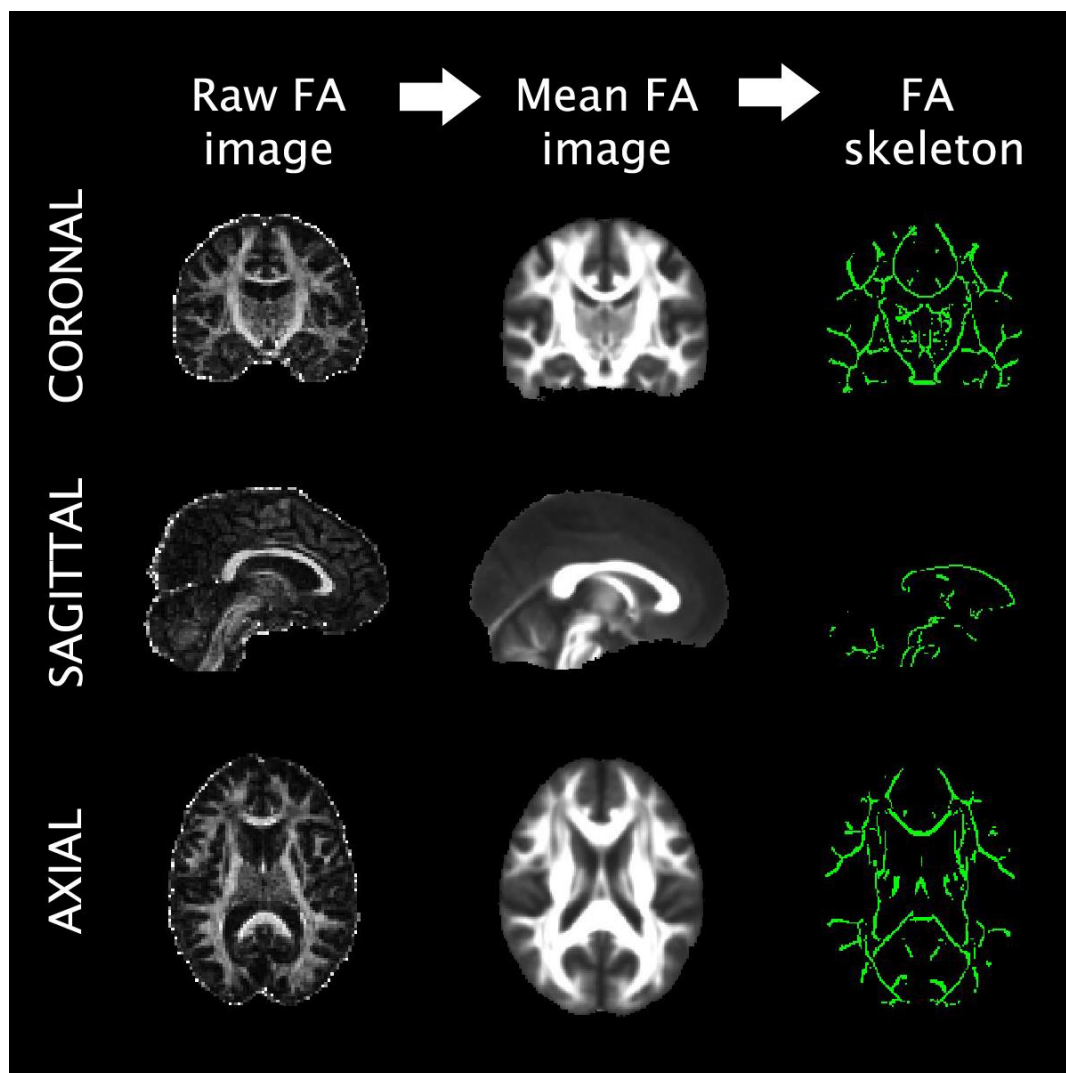 Raw FA
image
Mean FA
image
FA
skeleton
CORONAL
SAGITTAL
AXIAL